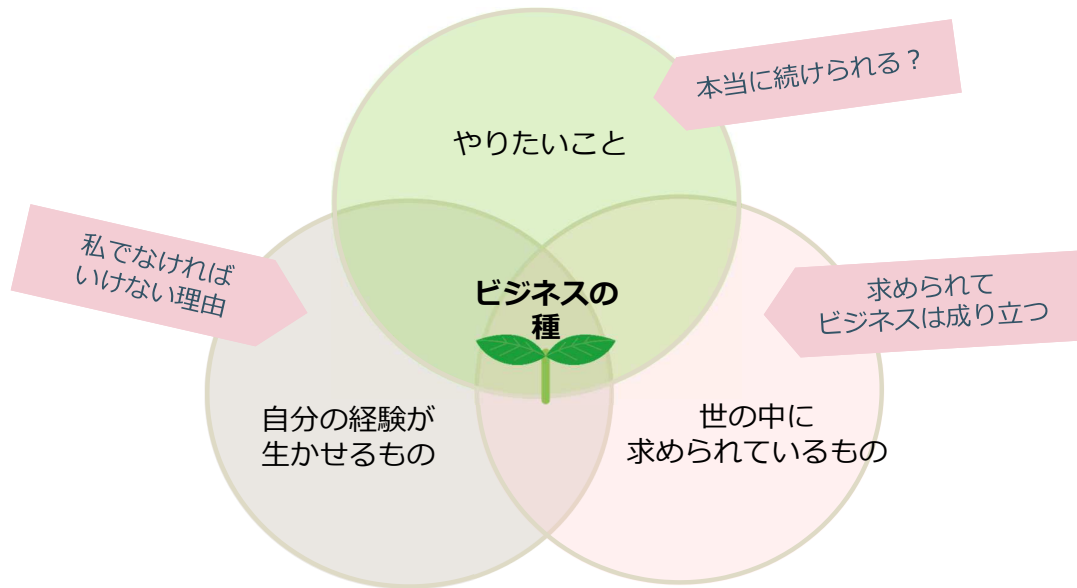 本当に続けられる？
やりたいこと
私でなければ
いけない理由
ビジネスの
種
求められて
ビジネスは成り立つ
自分の経験が
生かせるもの
世の中に
求められているもの